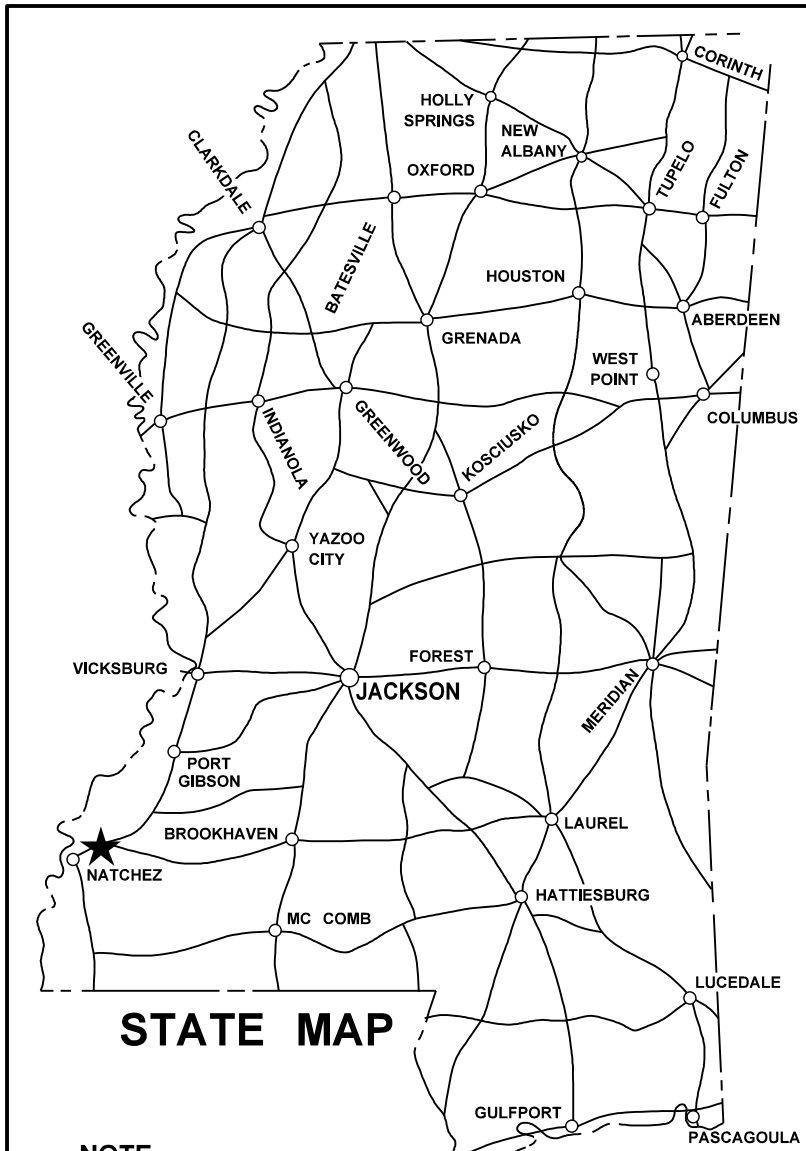 CORINTH
HOLLY
SPRINGS
NEW
ALBANY
CLARKDALE
OXFORD
TUPELO
FULTON
BATESVILLE
HOUSTON
ABERDEEN
GREENVILLE
GRENADA
WEST
POINT
COLUMBUS
INDIANOLA
GREENWOOD
KOSCIUSKO
YAZOO
CITY
VICKSBURG
FOREST
JACKSON
MERIDIAN
PORT
GIBSON
BROOKHAVEN
LAUREL
NATCHEZ
HATTIESBURG
MC COMB
LUCEDALE
STATE MAP
GULFPORT
PASCAGOULA
NOTE